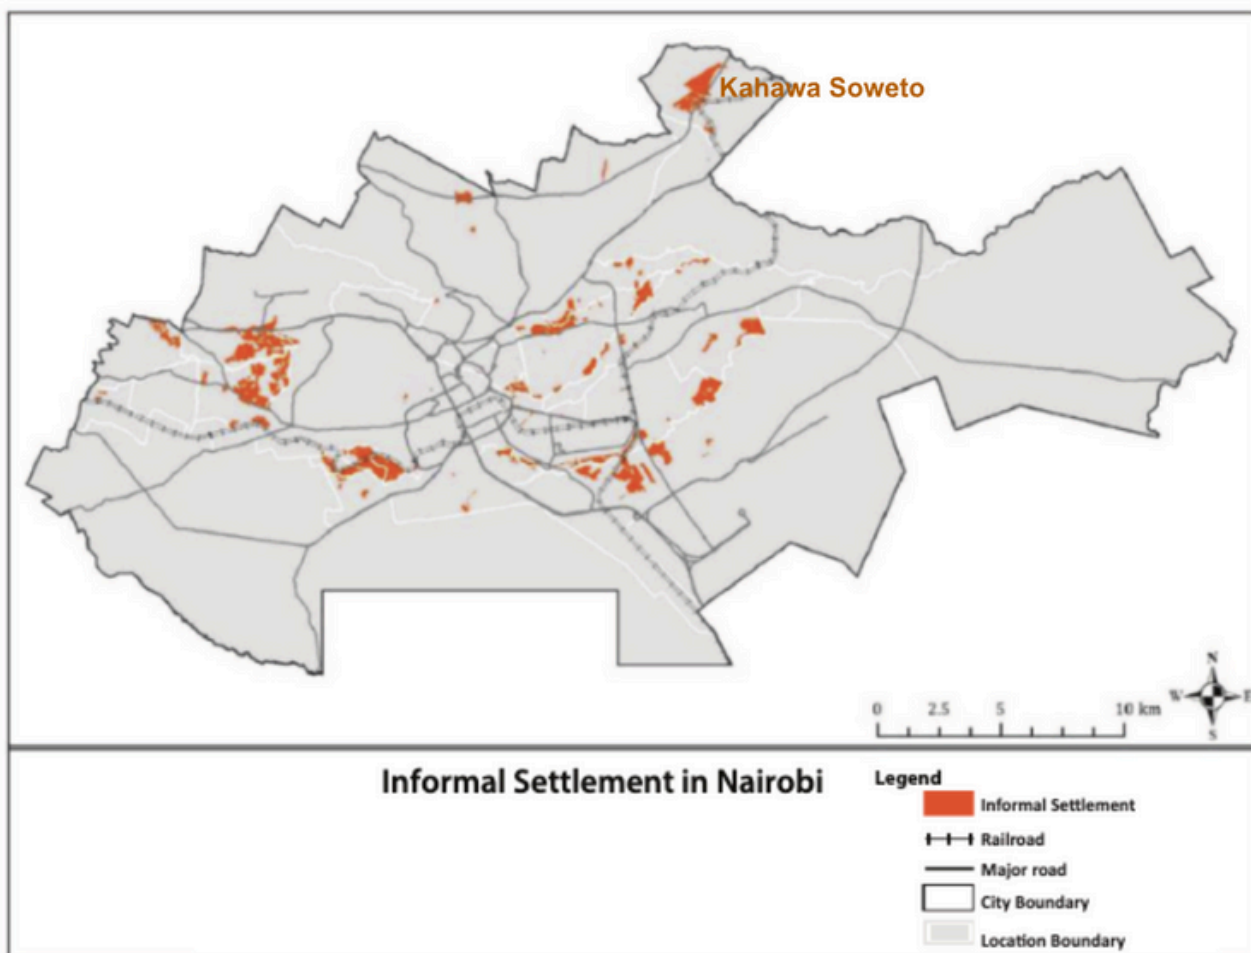 Kahawa Soweto
N
W E
S
0 2.5 5 10 km
Informal Settlement in Nairobi
Legend
Informal Settlement
Railroad
Major road
City Boundary
Location Boundary